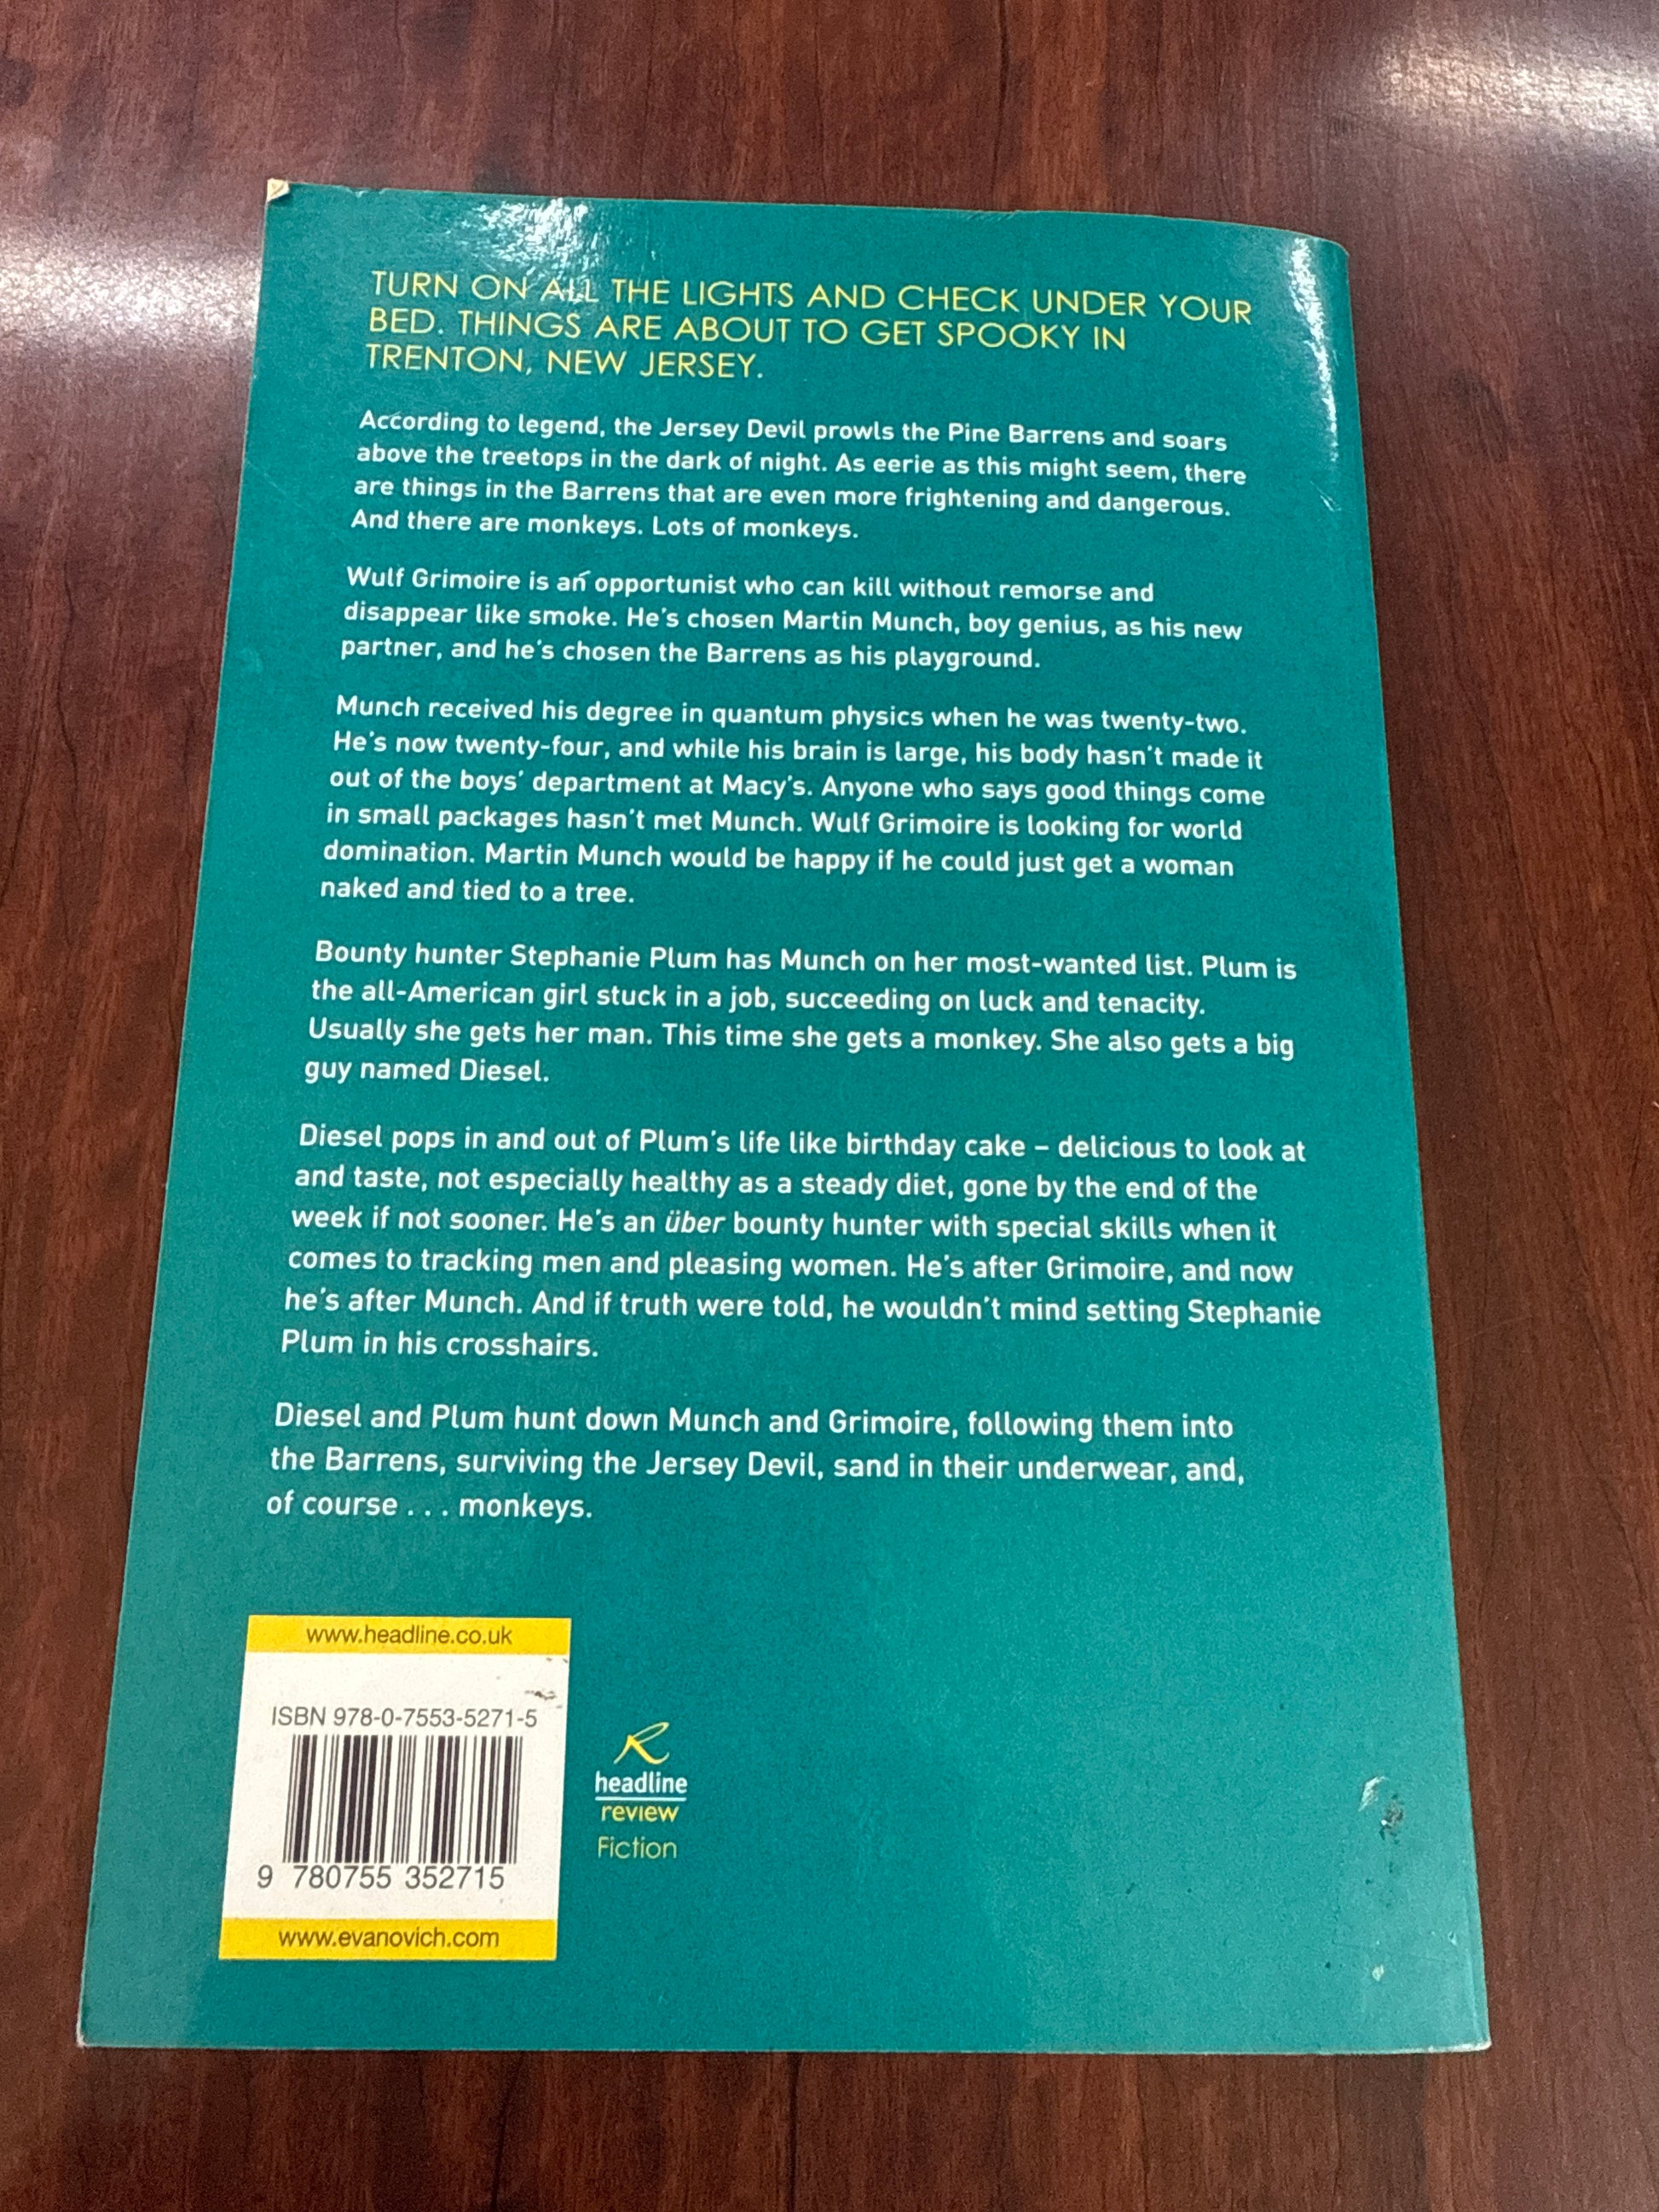 TURN ON ALL THE LIGHTS AND CHECK UNDER YOUR
BED. THINGS ARE ABOUT TO GET SPOOKY IN
TRENTON, NEW JERSEY.
According to legend, the Jersey Devil prowls the Pine Barrens and soars
above the treetops in the dark of night. As eerie as this might seem, there
are things in the Barrens that are even more frightening and dangerous.
And there are monkeys. Lots of monkeys.
Wulf Grimoire is an opportunist who can kill without remorse and
disappear like smoke. He's chosen Martin Munch, boy genius, as his new
partner, and he's chosen the Barrens as his playground.
Munch received his degree in quantum physics when he was twenty-two.
He's now twenty-four, and while his brain is large, his body hasn't made it
out of the boys' department at Macy's. Anyone who says good things come
in small packages hasn't met Munch. Wulf Grimoire is looking for world
domination. Martin Munch would be happy if he could just get a woman
naked and tied to a tree.
Bounty hunter Stephanie Plum has Munch on her most-wanted list. Plum is
the all-American girl stuck in a job, succeeding on luck and tenacity.
Usually she gets her man. This time she gets a monkey. She also gets a big
guy named Diesel.
Diesel pops in and out of Plum's life like birthday cake – delicious to look at
and taste, not especially healthy as a steady diet, gone by the end of the
week if not sooner. He's an über bounty hunter with special skills when it
comes to tracking men and pleasing women. He's after Grimoire, and now
he's after Munch. And if truth were told, he wouldn't mind setting Stephanie
Plum in his crosshairs.
Diesel and Plum hunt down Munch and Grimoire, following them into
the Barrens, surviving the Jersey Devil, sand in their underwear, and,
of course . . . monkeys.
www.headline.co.uk
ISBN 978-0-7553-5271-5
9 780755 352715
www.evanovich.com
R
headline
review
Fiction